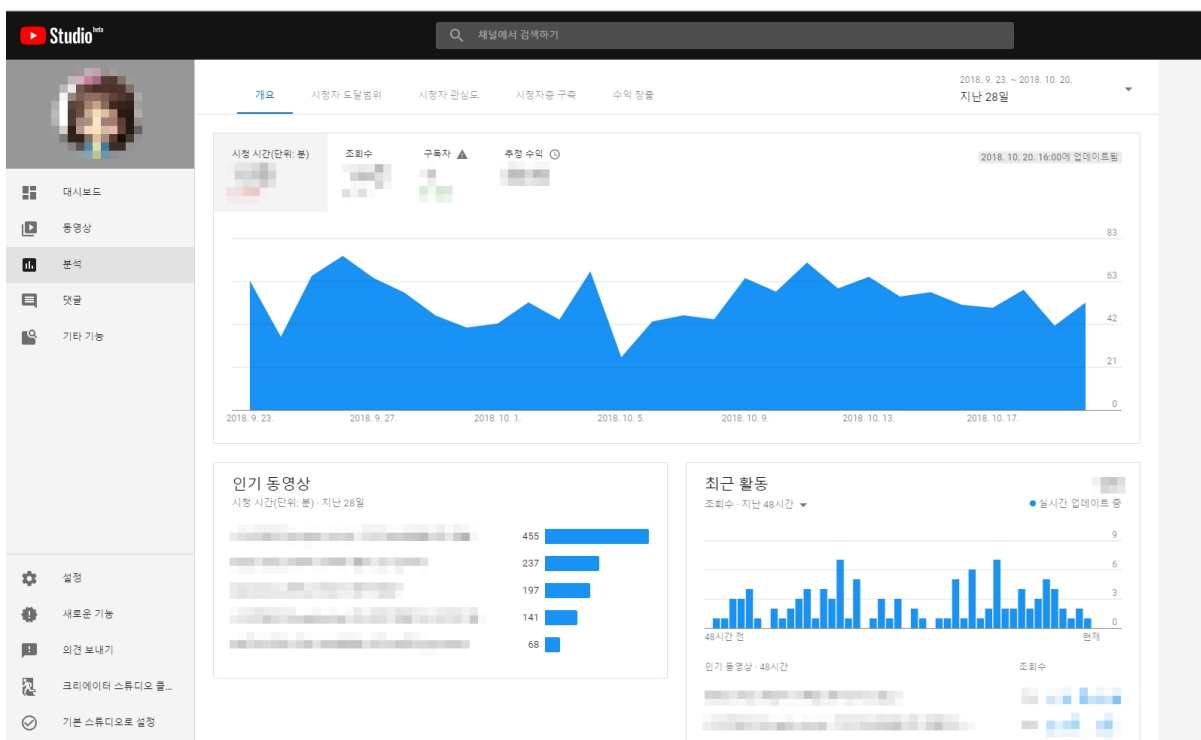 Studio beta
채널에서 검색하기
대시보드
동영상
분석
댓글
기타 기능
설정
새로운 기능
의견 보내기
크리에이터 스튜디오 클...
기본 스튜디오로 설정
개요 시청자 도달범위 시청자 관심도 시청자층 구축 수익 창출
2018. 9. 23. ~ 2018. 10. 20.
지난 28일
시청 시간(단위: 분) 조회수 구독자 추정 수익
2018. 10. 20. 16:00에 업데이트됨
83
63
42
21
0
2018. 9. 23. 2018. 9. 27. 2018. 10. 1. 2018. 10. 5. 2018. 10. 9. 2018. 10. 13. 2018. 10. 17.
인기 동영상
시청 시간(단위: 분) · 지난 28일
455
237
197
141
68
최근 활동
조회수 · 지난 48시간
실시간 업데이트 중
9
6
3
0
48시간 전 현재
인기 동영상 · 48시간 조회수